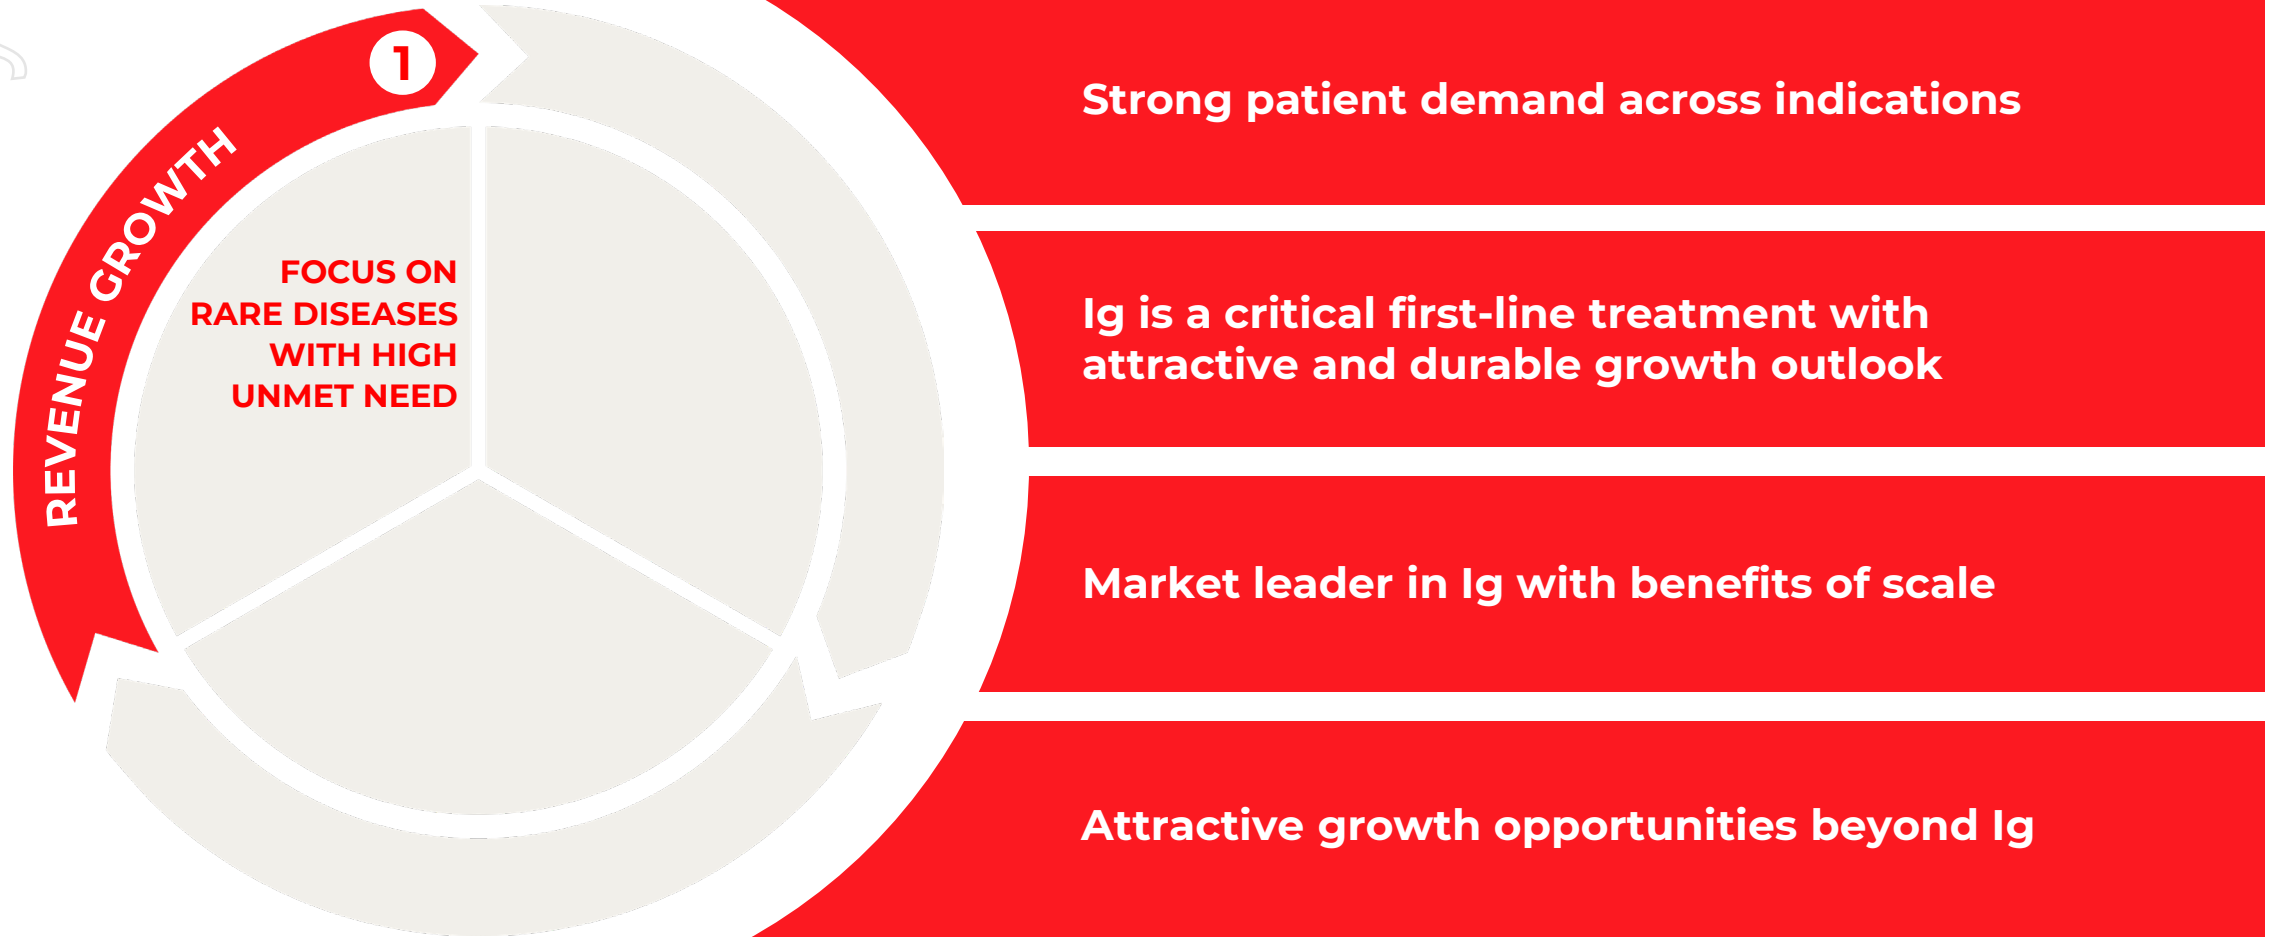 1
REVENUE GROWTH
FOCUS ON
RARE DISEASES
WITH HIGH
UNMET NEED
Strong patient demand across indications
Ig is a critical first-line treatment with
attractive and durable growth outlook
Market leader in Ig with benefits of scale
Attractive growth opportunities beyond Ig